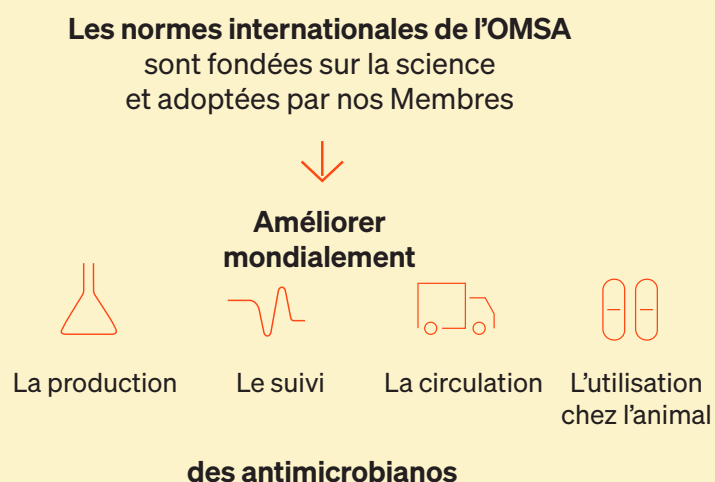 Les normes internationales de l’OMSA
sont fondées sur la science
et adoptées par nos Membres
Améliorer
mondialement
La production
Le suivi
La circulation
L’utilisation
chez l’animal
des antimicrobianos